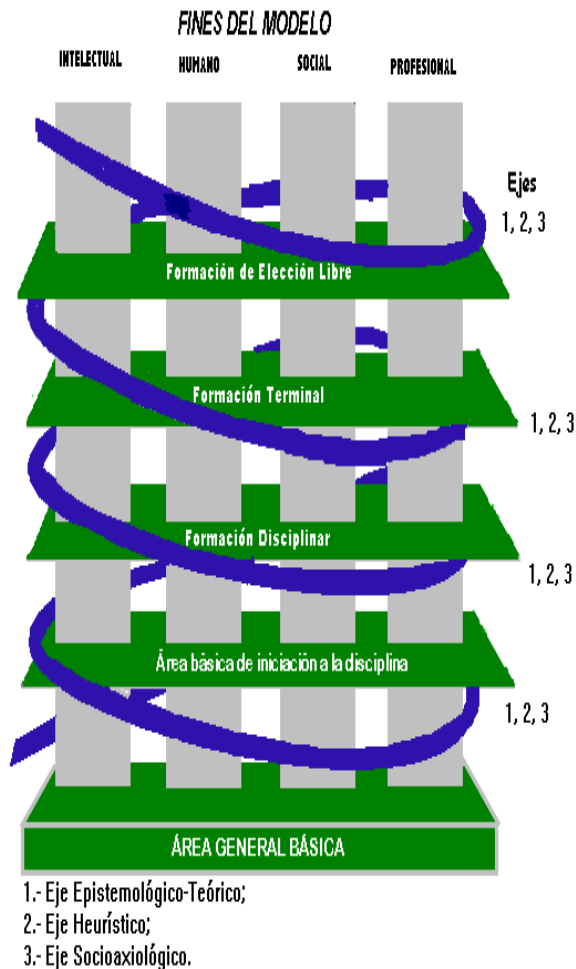 FINES DEL MODELO
INTELECTUAL HUMANO SOCIAL PROFESIONAL
Ejes
1, 2, 3
Formación de Elección Libre
Formación Terminal
1, 2, 3
Formación Disciplinar
1, 2, 3
Área básica de iniciación a la disciplina
1, 2, 3
ÁREA GENERAL BÁSICA
1.- Eje Epistemológico-Teórico;
2.- Eje Heurístico;
3.- Eje Socioaxiológico.